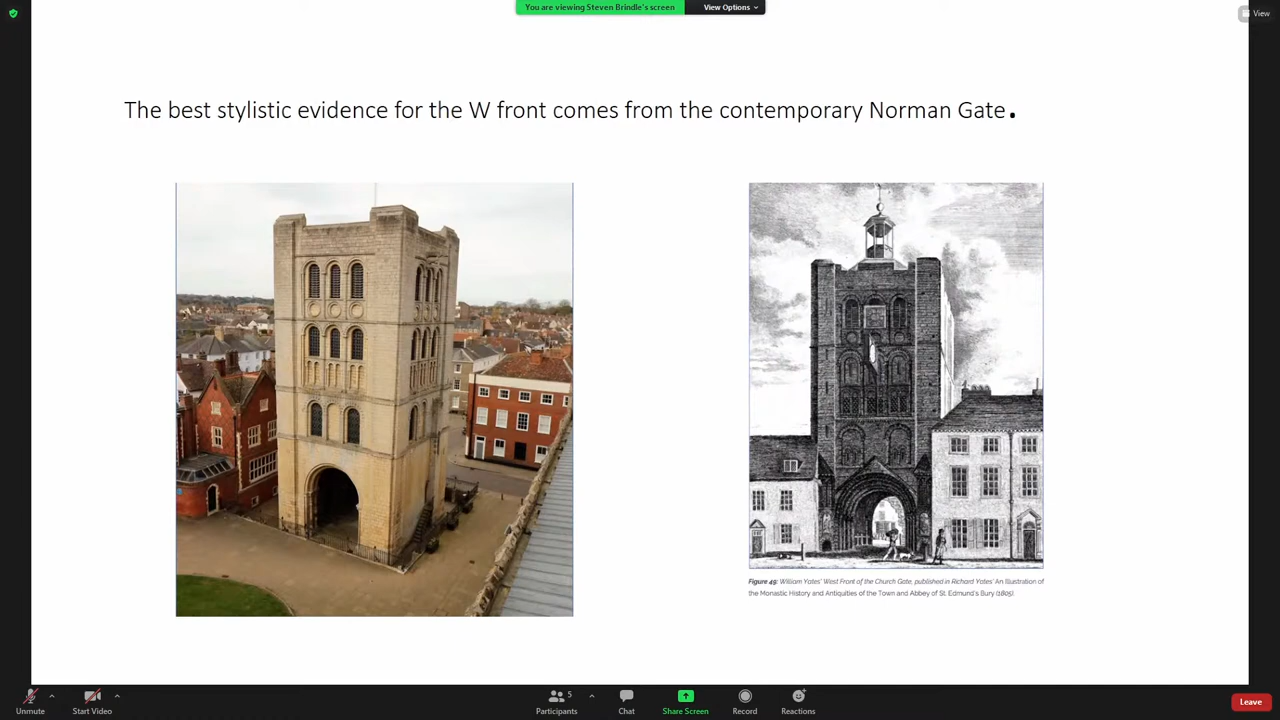 You are viewing Steven Brindle's screen
View Options
View
The best stylistic evidence for the W front comes from the contemporary Norman Gate.
Figure 49: William Yates' West Front of the Church Gate, published in Richard Yates' An Illustration of
the Monastic History and Antiquities of the Town and Abbey of St. Edmund's Bury (1805).
Unmute
Start Video
5
Participants
Chat
Share Screen
Record
Reactions
Leave